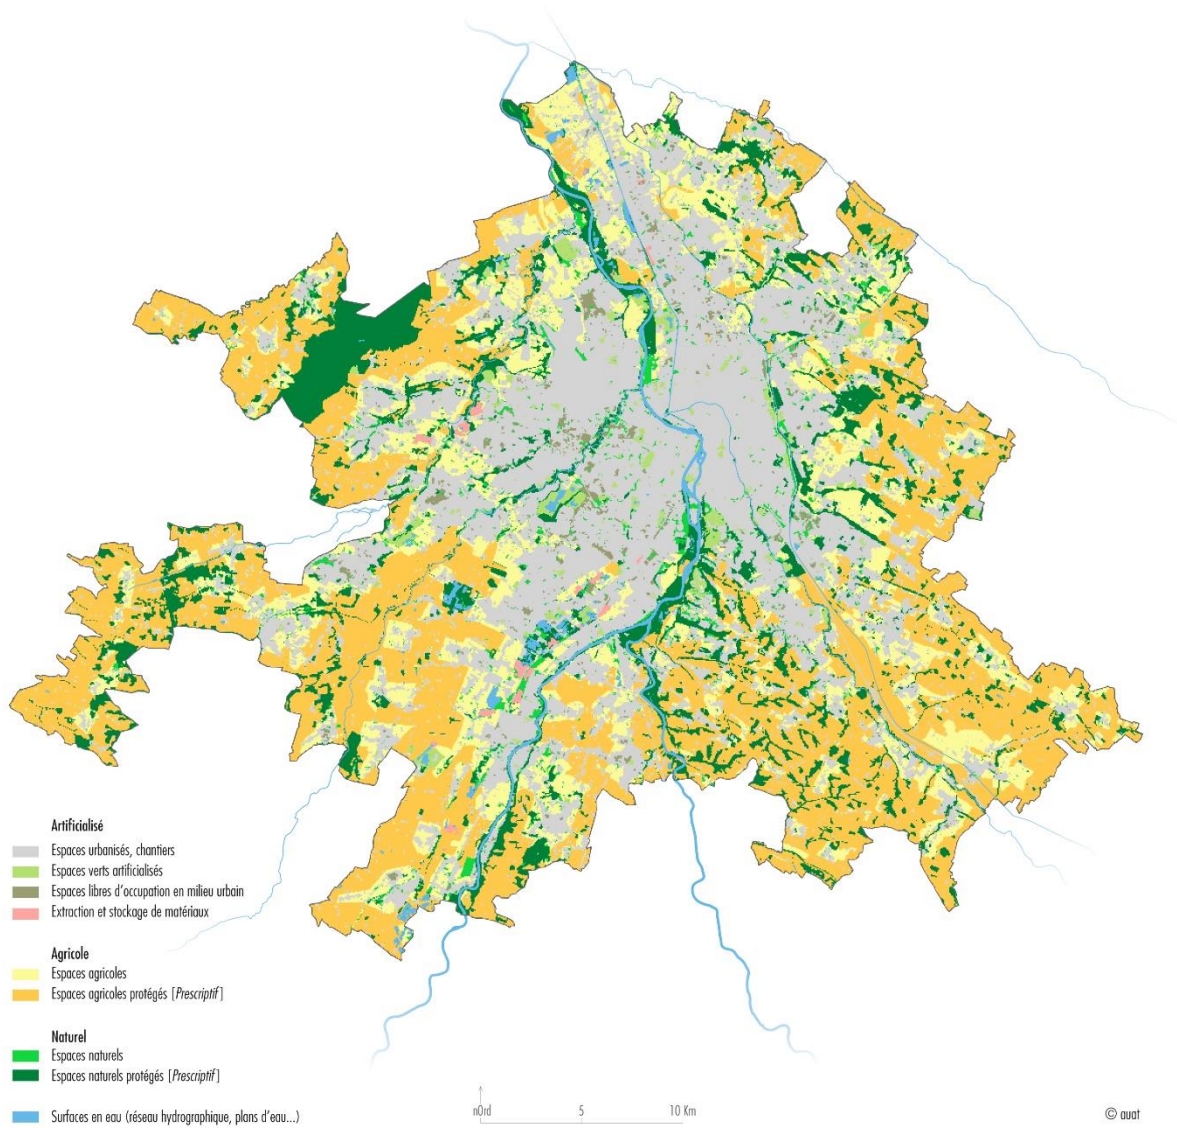 Artificialisé
Espaces urbanisés, chantiers
Espaces verts artificialisés
Espaces libres d'occupation en milieu urbain
Extraction et stockage de matériaux
Agricole
Espaces agricoles
Espaces agricoles protégés [Prescriptif]
Naturel
Espaces naturels
Espaces naturels protégés [Prescriptif]
Surfaces en eau (réseau hydrographique, plans d'eau...)
nOrd 5 10 Km
© auat